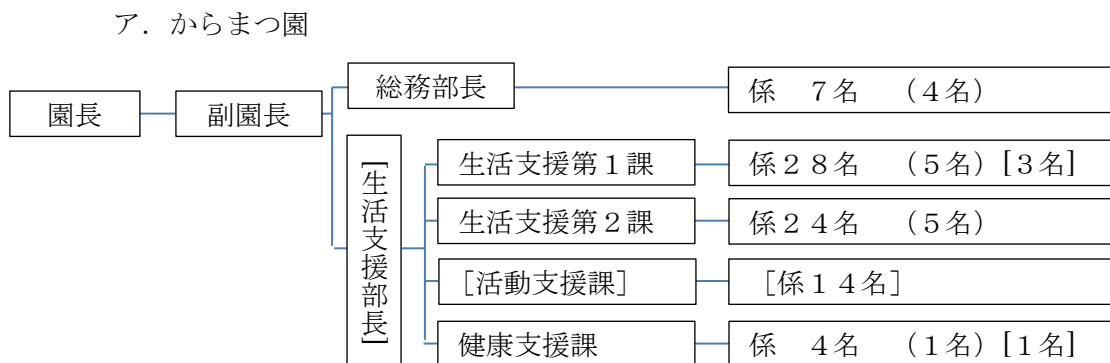 ア．からまつ園
園長
副園長
総務部長
係　７名　（４名）
[生活支援部長]
生活支援第１課
係２８名　（５名）[３名]
生活支援第２課
係２４名　（５名）
［活動支援課］
［係１４名］
健康支援課
係　４名　（１名）[１名]